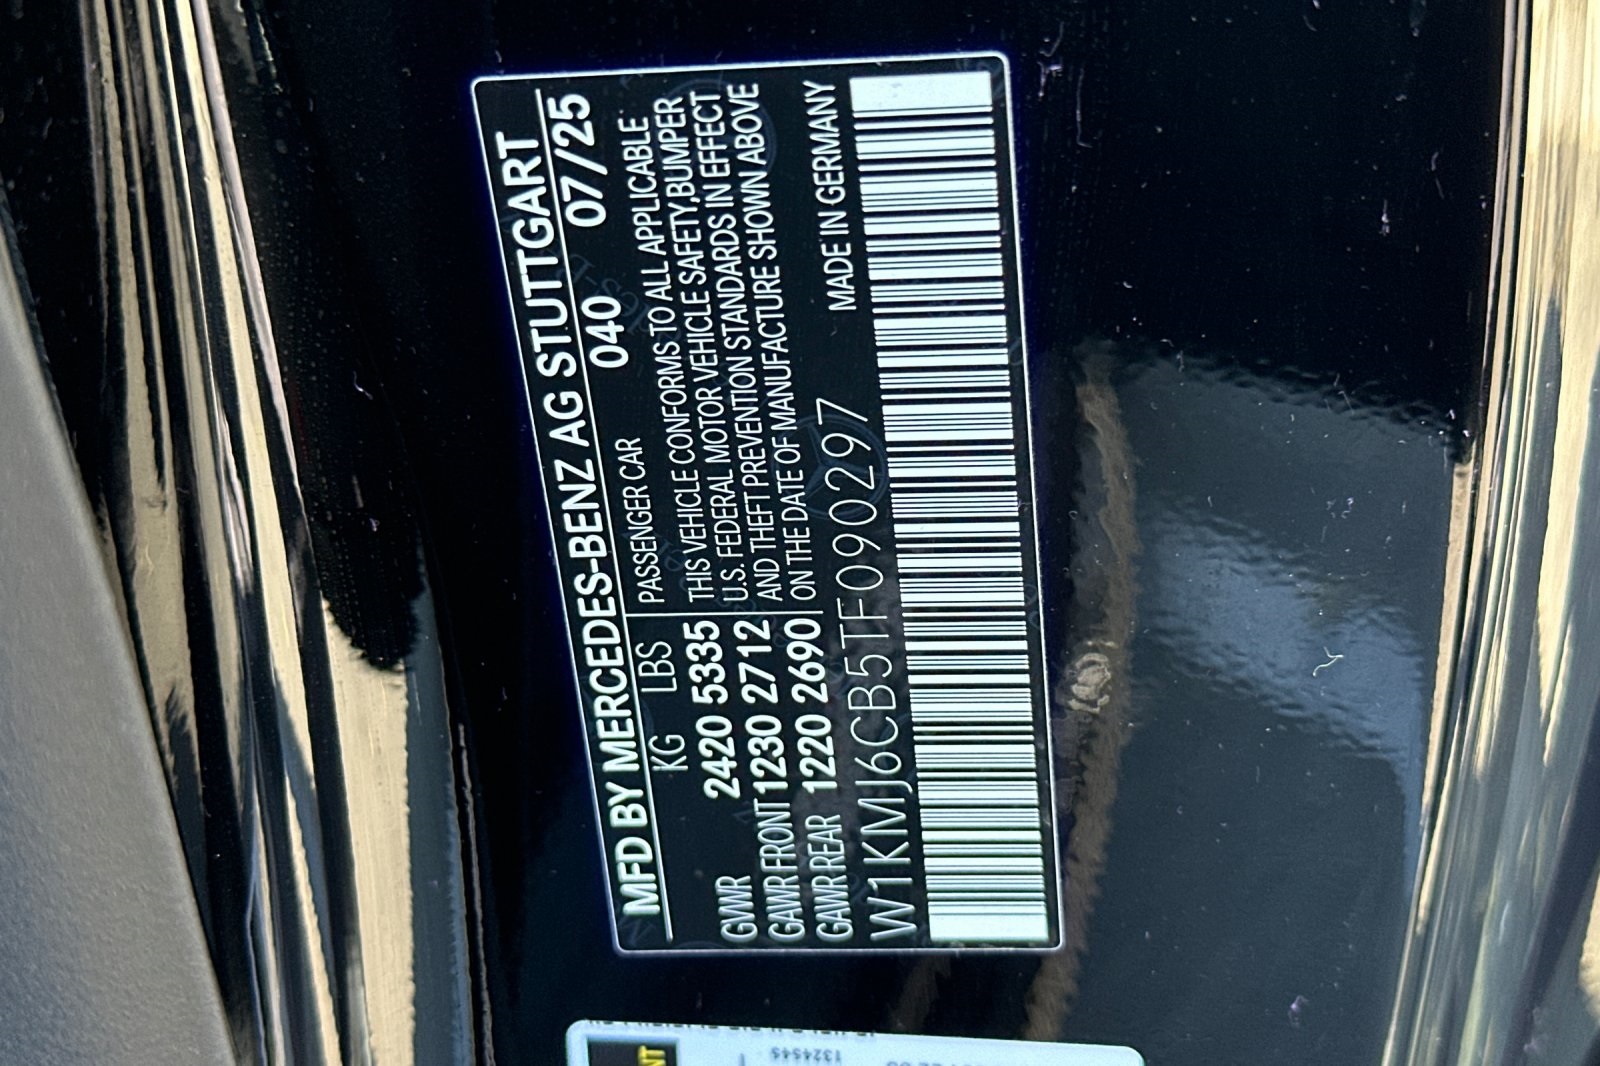 MFD BY MERCEDES-BENZ AG STUTTGART
040 07/25
KG LBS
GVWR 2420 5335
GAWR FRONT 1230 2712
GAWR REAR 1220 2690
PASSENGER CAR
THIS VEHICLE CONFORMS TO ALL APPLICABLE
U.S. FEDERAL MOTOR VEHICLE SAFETY,BUMPER
AND THEFT PREVENTION STANDARDS IN EFFECT
ON THE DATE OF MANUFACTURE SHOWN ABOVE
W1KMJ6CB5TF090297
MADE IN GERMANY
1324545